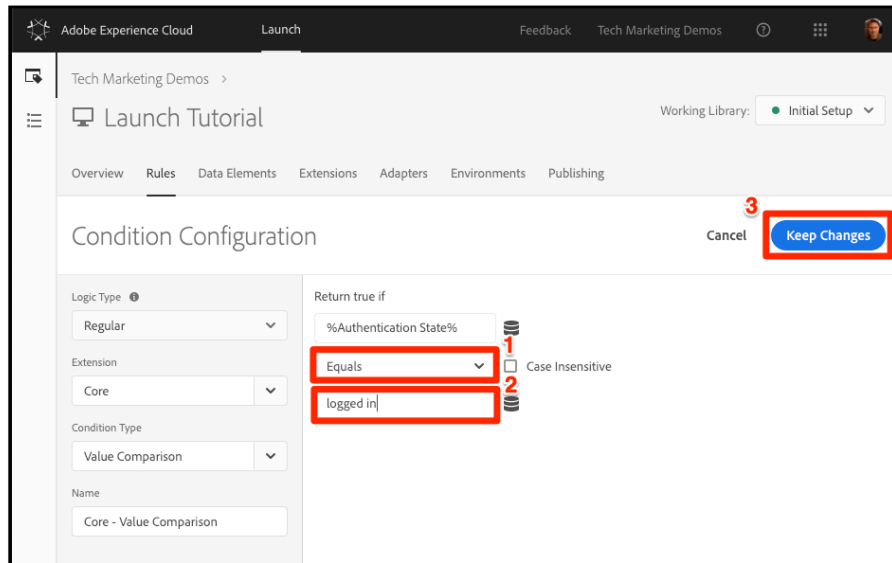 Adobe Experience Cloud Launch Feedback Tech Marketing Demos
Tech Marketing Demos >
Launch Tutorial
Working Library: Initial Setup
Overview Rules Data Elements Extensions Adapters Environments Publishing
3
Condition Configuration
Cancel Keep Changes
Logic Type
Regular
Extension
Core
Condition Type
Value Comparison
Name
Core - Value Comparison
Return true if
%Authentication State%
1
Equals Case Insensitive
2
logged in